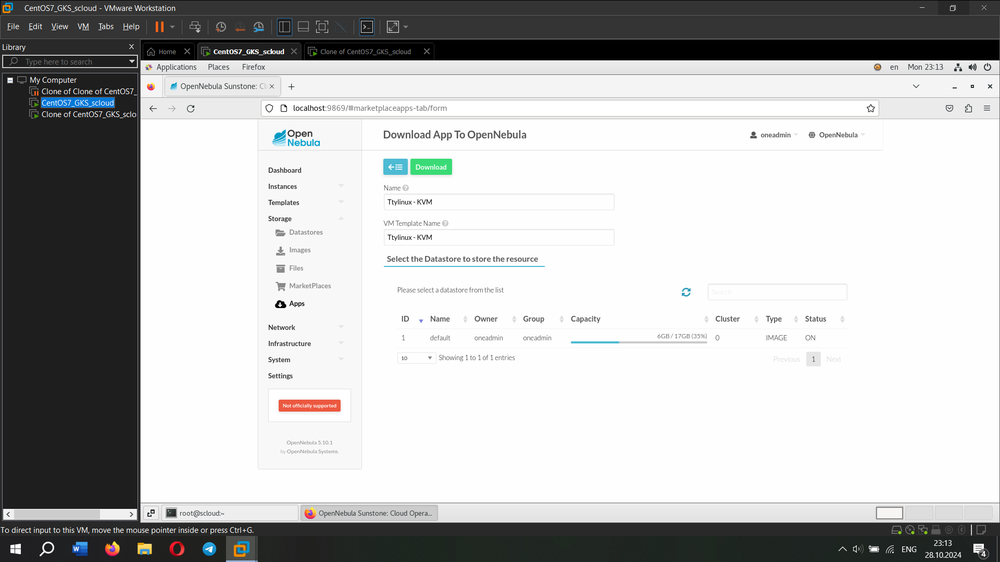 CentOS7_GKS_scloud - VMware Workstation
File Edit View VM Tabs Help
Library
Type here to search
My Computer
Clone of Clone of CentOS7_
CentOS7_GKS_scloud
Clone of CentOS7_GKS_sclo
Home CentOS7_GKS_scloud Clone of CentOS7_GKS_scloud
Applications Places Firefox en Mon 23:13
OpenNebula Sunstone: Cl
localhost:9869/#marketplaceapps-tab/form
Open
Nebula
Download App To OpenNebula
oneadmin OpenNebula
Dashboard
Instances
Templates
Storage
Datastores
Images
Files
MarketPlaces
Apps
Network
Infrastructure
System
Settings
Not officially supported
OpenNebula 5.10.1
by OpenNebula Systems.
Download
Name
Ttylinux - KVM
VM Template Name
Ttylinux - KVM
Select the Datastore to store the resource
Please select a datastore from the list
Search
ID Name Owner Group Capacity Cluster Type Status
1 default oneadmin oneadmin 6GB / 17GB (35%) 0 IMAGE ON
10 Showing 1 to 1 of 1 entries
Previous 1 Next
root@scloud:~ OpenNebula Sunstone: Cloud Opera...
To direct input to this VM, move the mouse pointer inside or press Ctrl+G.
ENG
23:13
28.10.2024
4